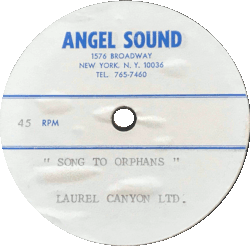 ANGEL SOUND
1576 BROADWAY
NEW YORK, N.Y. 10036
TEL. 765-7460
45 RPM
" SONG TO ORPHANS "
LAUREL CANYON LTD.